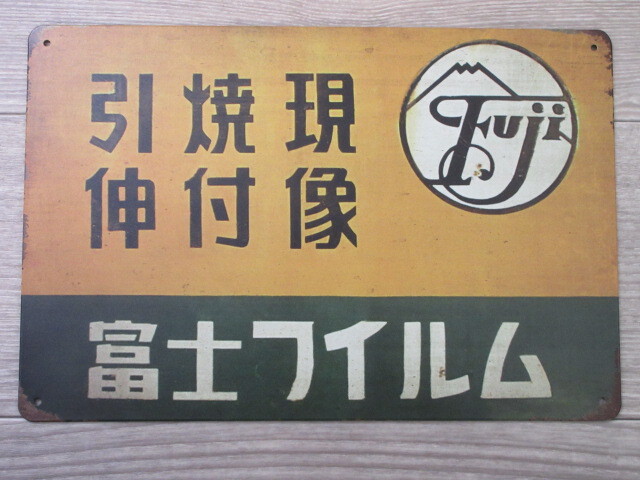 現像
焼付
引伸
Fuji
富士フイルム